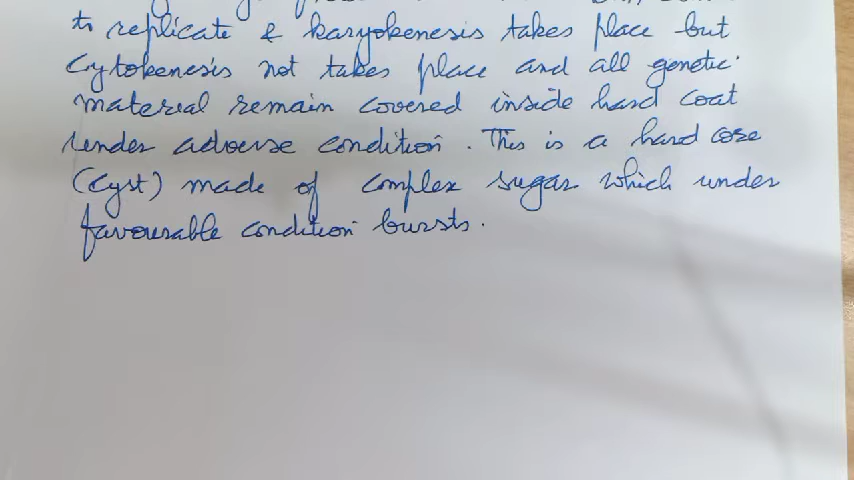 to replicate & karyokenesis takes place but
Cytokenesis not takes place and all genetic
material remain covered inside hard coat
under adverse condition. This is a hard core
(Cyst) made of complex sugar which under
favourable condition bursts.